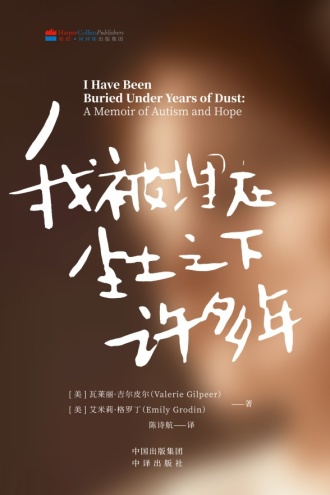 HarperCollinsPublishers
I Have Been
Buried Under Years of Dust:
A Memoir of Autism and Hope
我被埋在
尘土之下
许多年
[美] 瓦莱丽·吉尔皮尔(Valerie Gilpeer)
[美] 艾米莉·格罗丁(Emily Grodin)
——著
陈诗航——译
中国出版集团
中译出版社